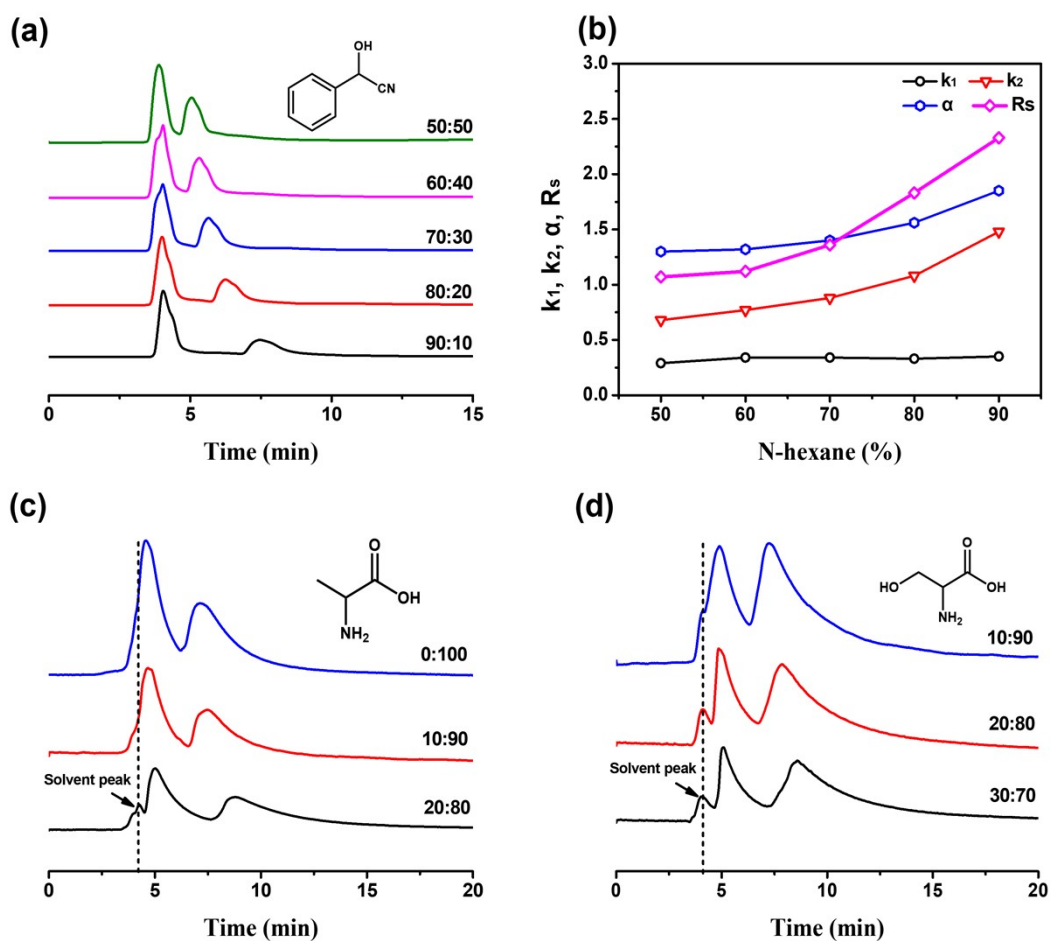 (a)
OH
CN
50:50
60:40
70:30
80:20
90:10
0 5 10 15
Time (min)
(b)
k1 k2
α Rs
k1, k2, α, Rs
3.0
2.5
2.0
1.5
1.0
0.5
0.0
50 60 70 80 90
N-hexane (%)
(c)
O
OH
NH2
0:100
10:90
Solvent peak
20:80
0 5 10 15 20
Time (min)
(d)
O
HO OH
NH2
10:90
20:80
Solvent peak
30:70
0 5 10 15 20
Time (min)